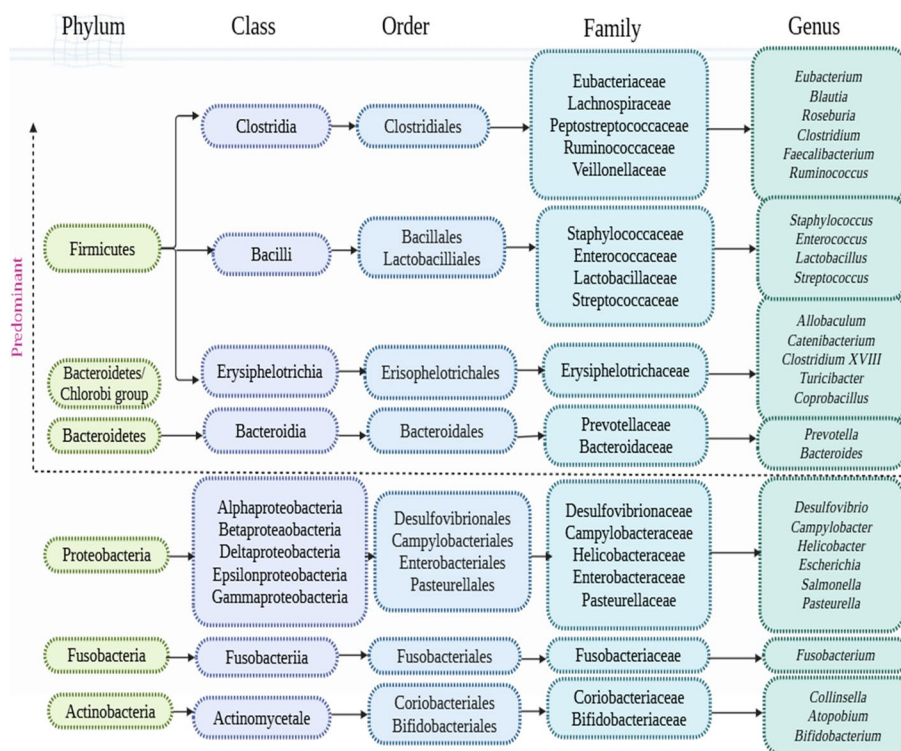 Phylum
Class
Order
Family
Genus
Predominant
Firmicutes
Clostridia
Clostridiales
Eubacteriaceae
Lachnospiraceae
Peptostreptococcaceae
Ruminococcaceae
Veillonellaceae
Eubacterium
Blautia
Roseburia
Clostridium
Faecalibacterium
Ruminococcus
Bacilli
Bacillales
Lactobacilliales
Staphylococcaceae
Enterococcaceae
Lactobacillaceae
Streptococcaceae
Staphylococcus
Enterococcus
Lactobacillus
Streptococcus
Bacteroidetes/
Chlorobi group
Erysiphelotrichia
Erisophelotrichales
Erysiphelotrichaceae
Allobaculum
Catenibacterium
Clostridium XVIII
Turicibacter
Coprobacillus
Bacteroidetes
Bacteroidia
Bacteroidales
Prevotellaceae
Bacteroidaceae
Prevotella
Bacteroides
Proteobacteria
Alphaproteobacteria
Betaproteaobacteria
Deltaproteobacteria
Epsilonproteobacteria
Gammaproteobacteria
Desulfovibrionales
Campylobacteriales
Enterobacteriales
Pasteurellales
Desulfovibrionaceae
Campylobacteraceae
Helicobacteraceae
Enterobacteraceae
Pasteurellaceae
Desulfovibrio
Campylobacter
Helicobacter
Escherichia
Salmonella
Pasteurella
Fusobacteria
Fusobacteriia
Fusobacteriales
Fusobacteriaceae
Fusobacterium
Actinobacteria
Actinomycetale
Coriobacteriales
Bifidobacteriales
Coriobacteriaceae
Bifidobacteriaceae
Collinsella
Atopobium
Bifidobacterium